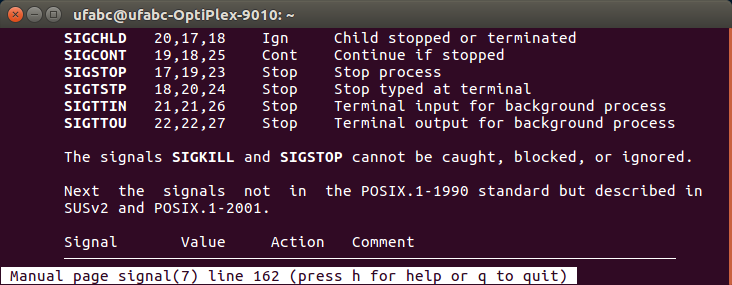 ufabc@ufabc-OptiPlex-9010: ~
SIGCHLD 20,17,18 Ign Child stopped or terminated
SIGCONT 19,18,25 Cont Continue if stopped
SIGSTOP 17,19,23 Stop Stop process
SIGTSTP 18,20,24 Stop Stop typed at terminal
SIGTTIN 21,21,26 Stop Terminal input for background process
SIGTTOU 22,22,27 Stop Terminal output for background process
The signals SIGKILL and SIGSTOP cannot be caught, blocked, or ignored.
Next the signals not in the POSIX.1-1990 standard but described in
SUSv2 and POSIX.1-2001.
Signal Value Action Comment
Manual page signal(7) line 162 (press h for help or q to quit)